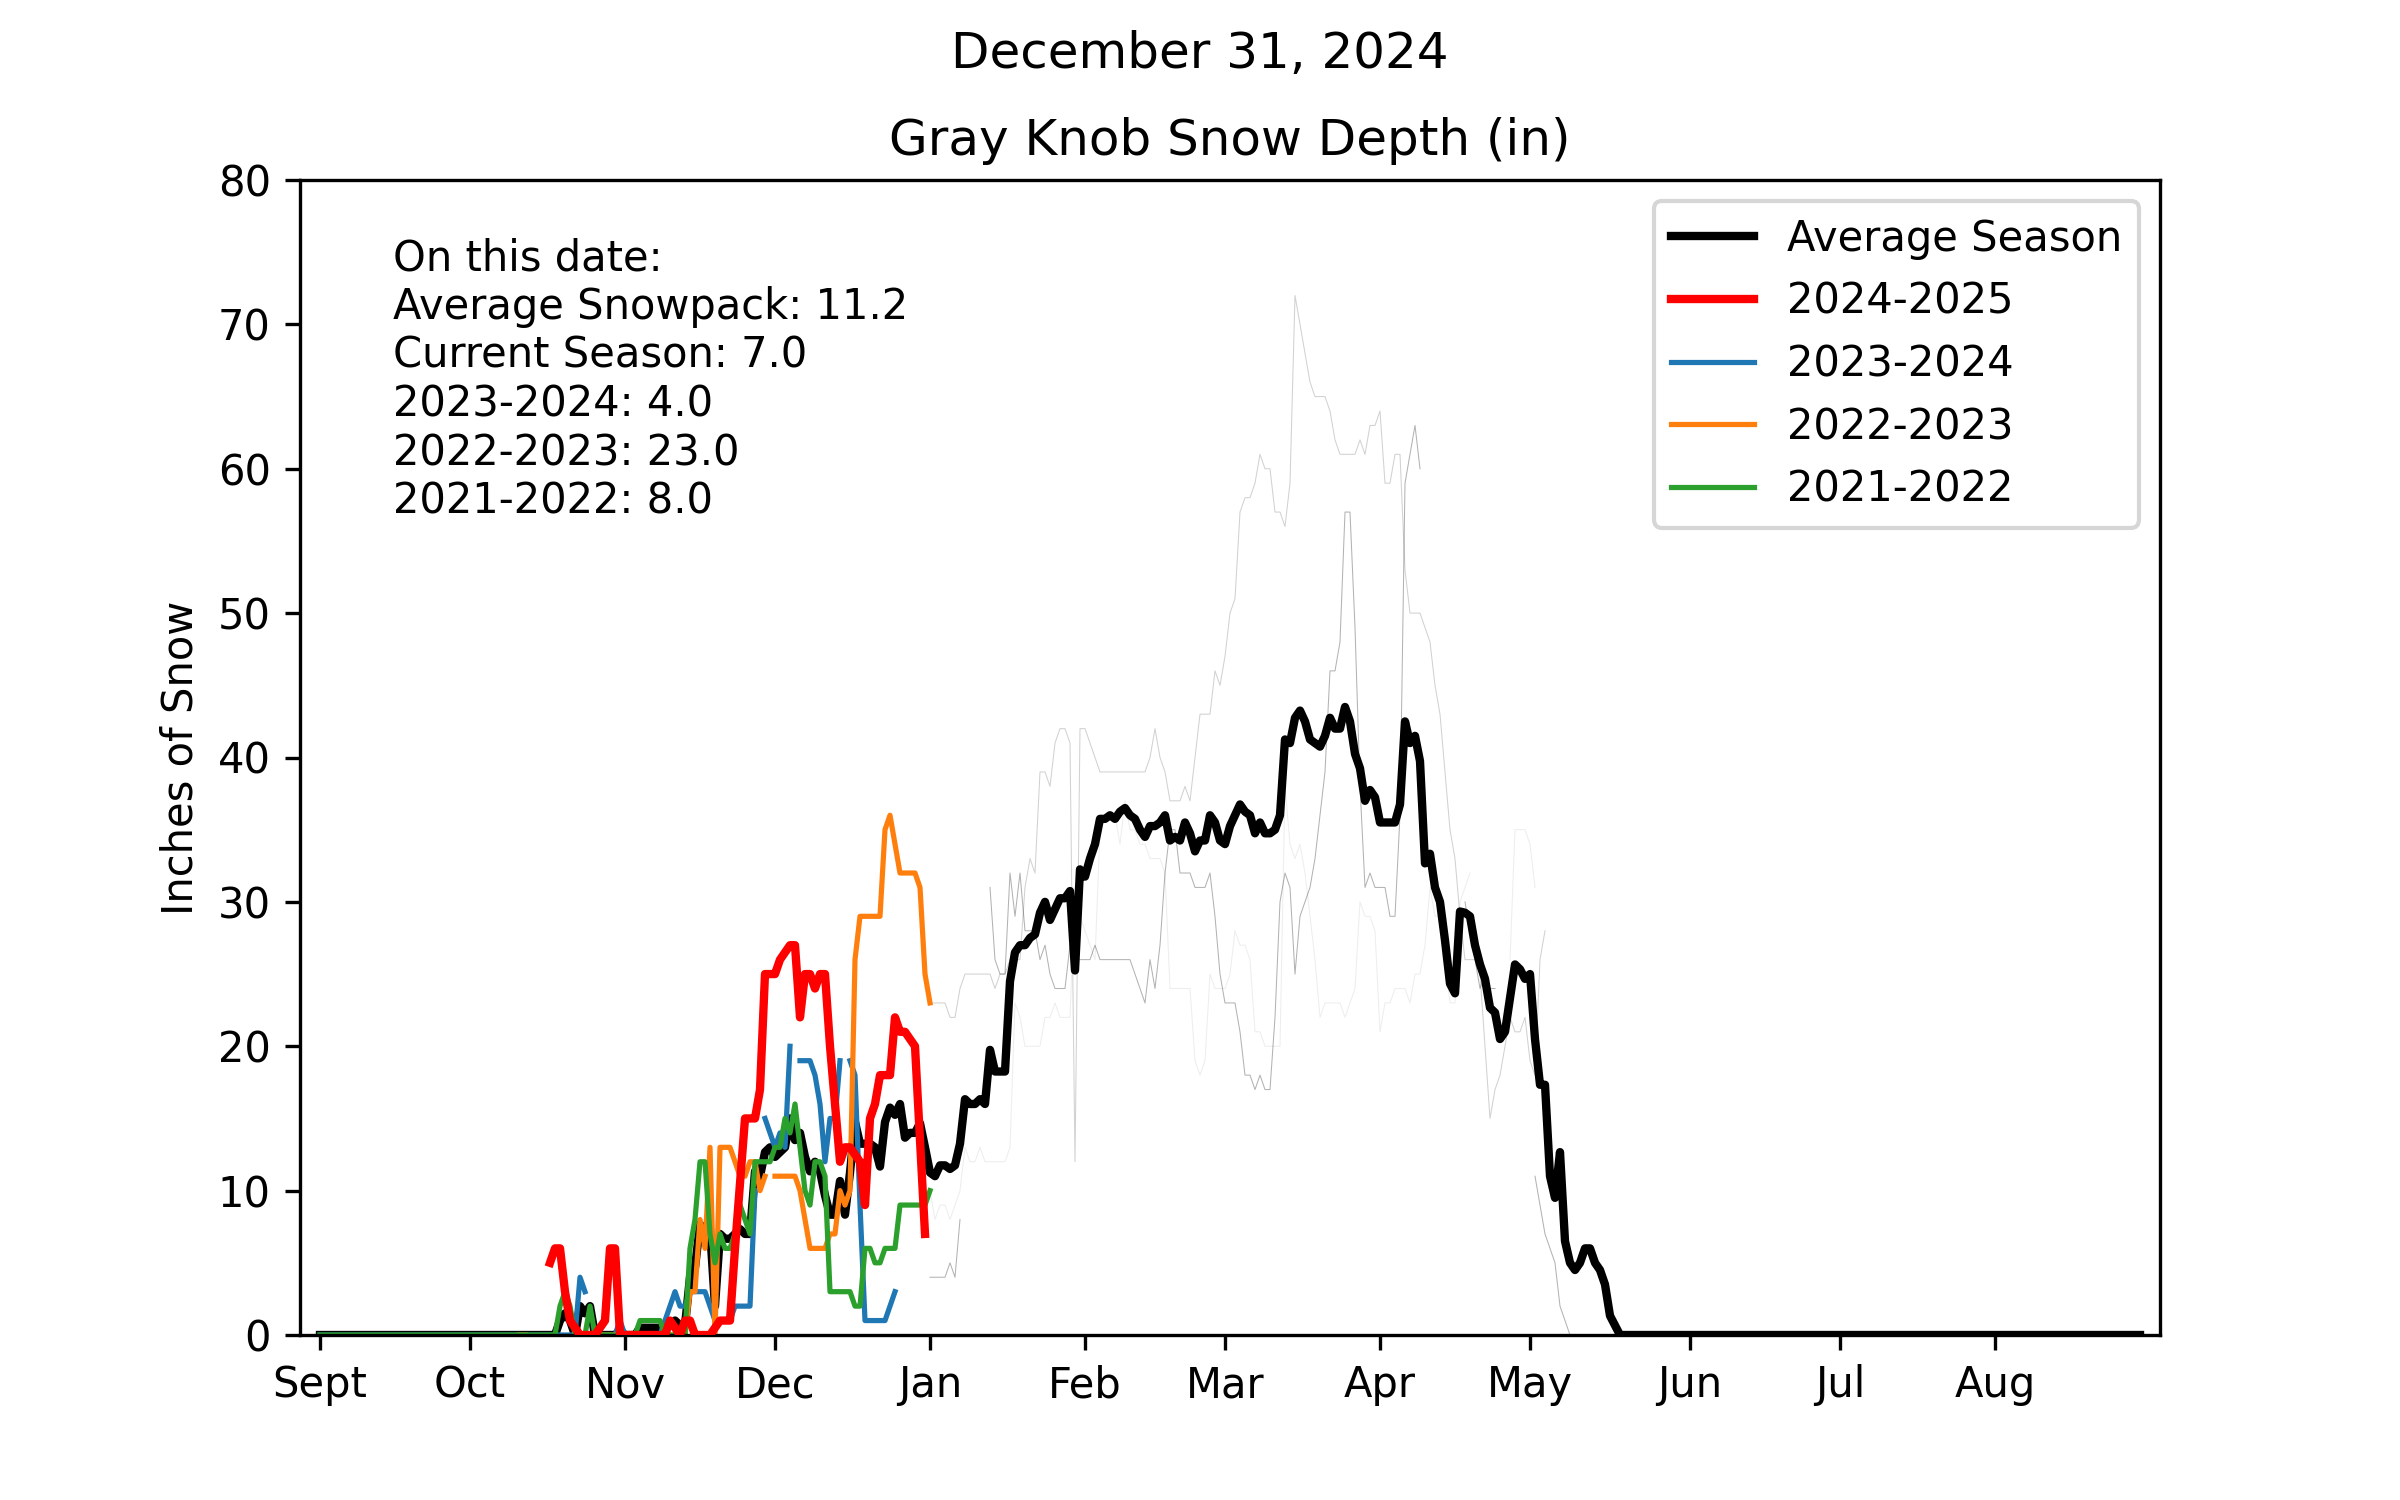 December 31, 2024
Gray Knob Snow Depth (in)
80
70
60
50
40
30
20
10
0
Inches of Snow
On this date:
Average Snowpack: 11.2
Current Season: 7.0
2023-2024: 4.0
2022-2023: 23.0
2021-2022: 8.0
Average Season
2024-2025
2023-2024
2022-2023
2021-2022
Sept Oct Nov Dec Jan Feb Mar Apr May Jun Jul Aug